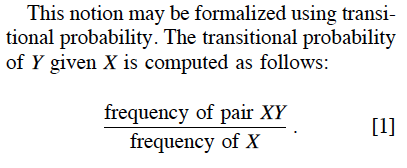 This notion may be formalized using transi-
tional probability. The transitional probability
of Y given X is computed as follows:
frequency of pair XY
frequency of X . [1]